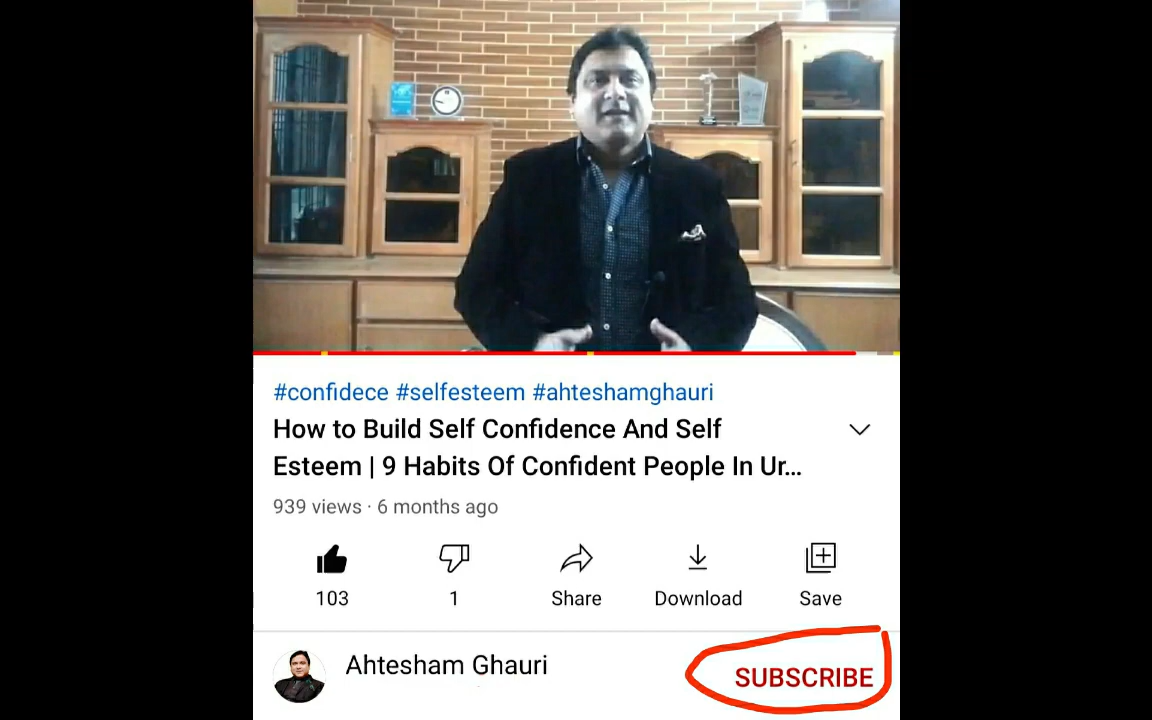 #confidece #selfesteem #ahteshamghauri
How to Build Self Confidence And Self
Esteem | 9 Habits Of Confident People In Ur...
939 views · 6 months ago
103
1
Share
Download
Save
Ahtesham Ghauri
SUBSCRIBE